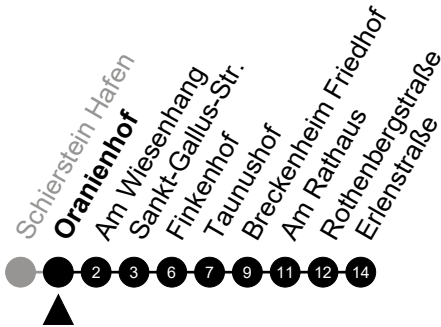 Schierstein Hafen
Oranienhof
Am Wiesenhang
Sankt-Gallus-Str.
Finkenhof
Taunushof
Breckenheim Friedhof
Am Rathaus
Rothenbergstraße
Erlenstraße
2 3 6 7 9 11 12 14